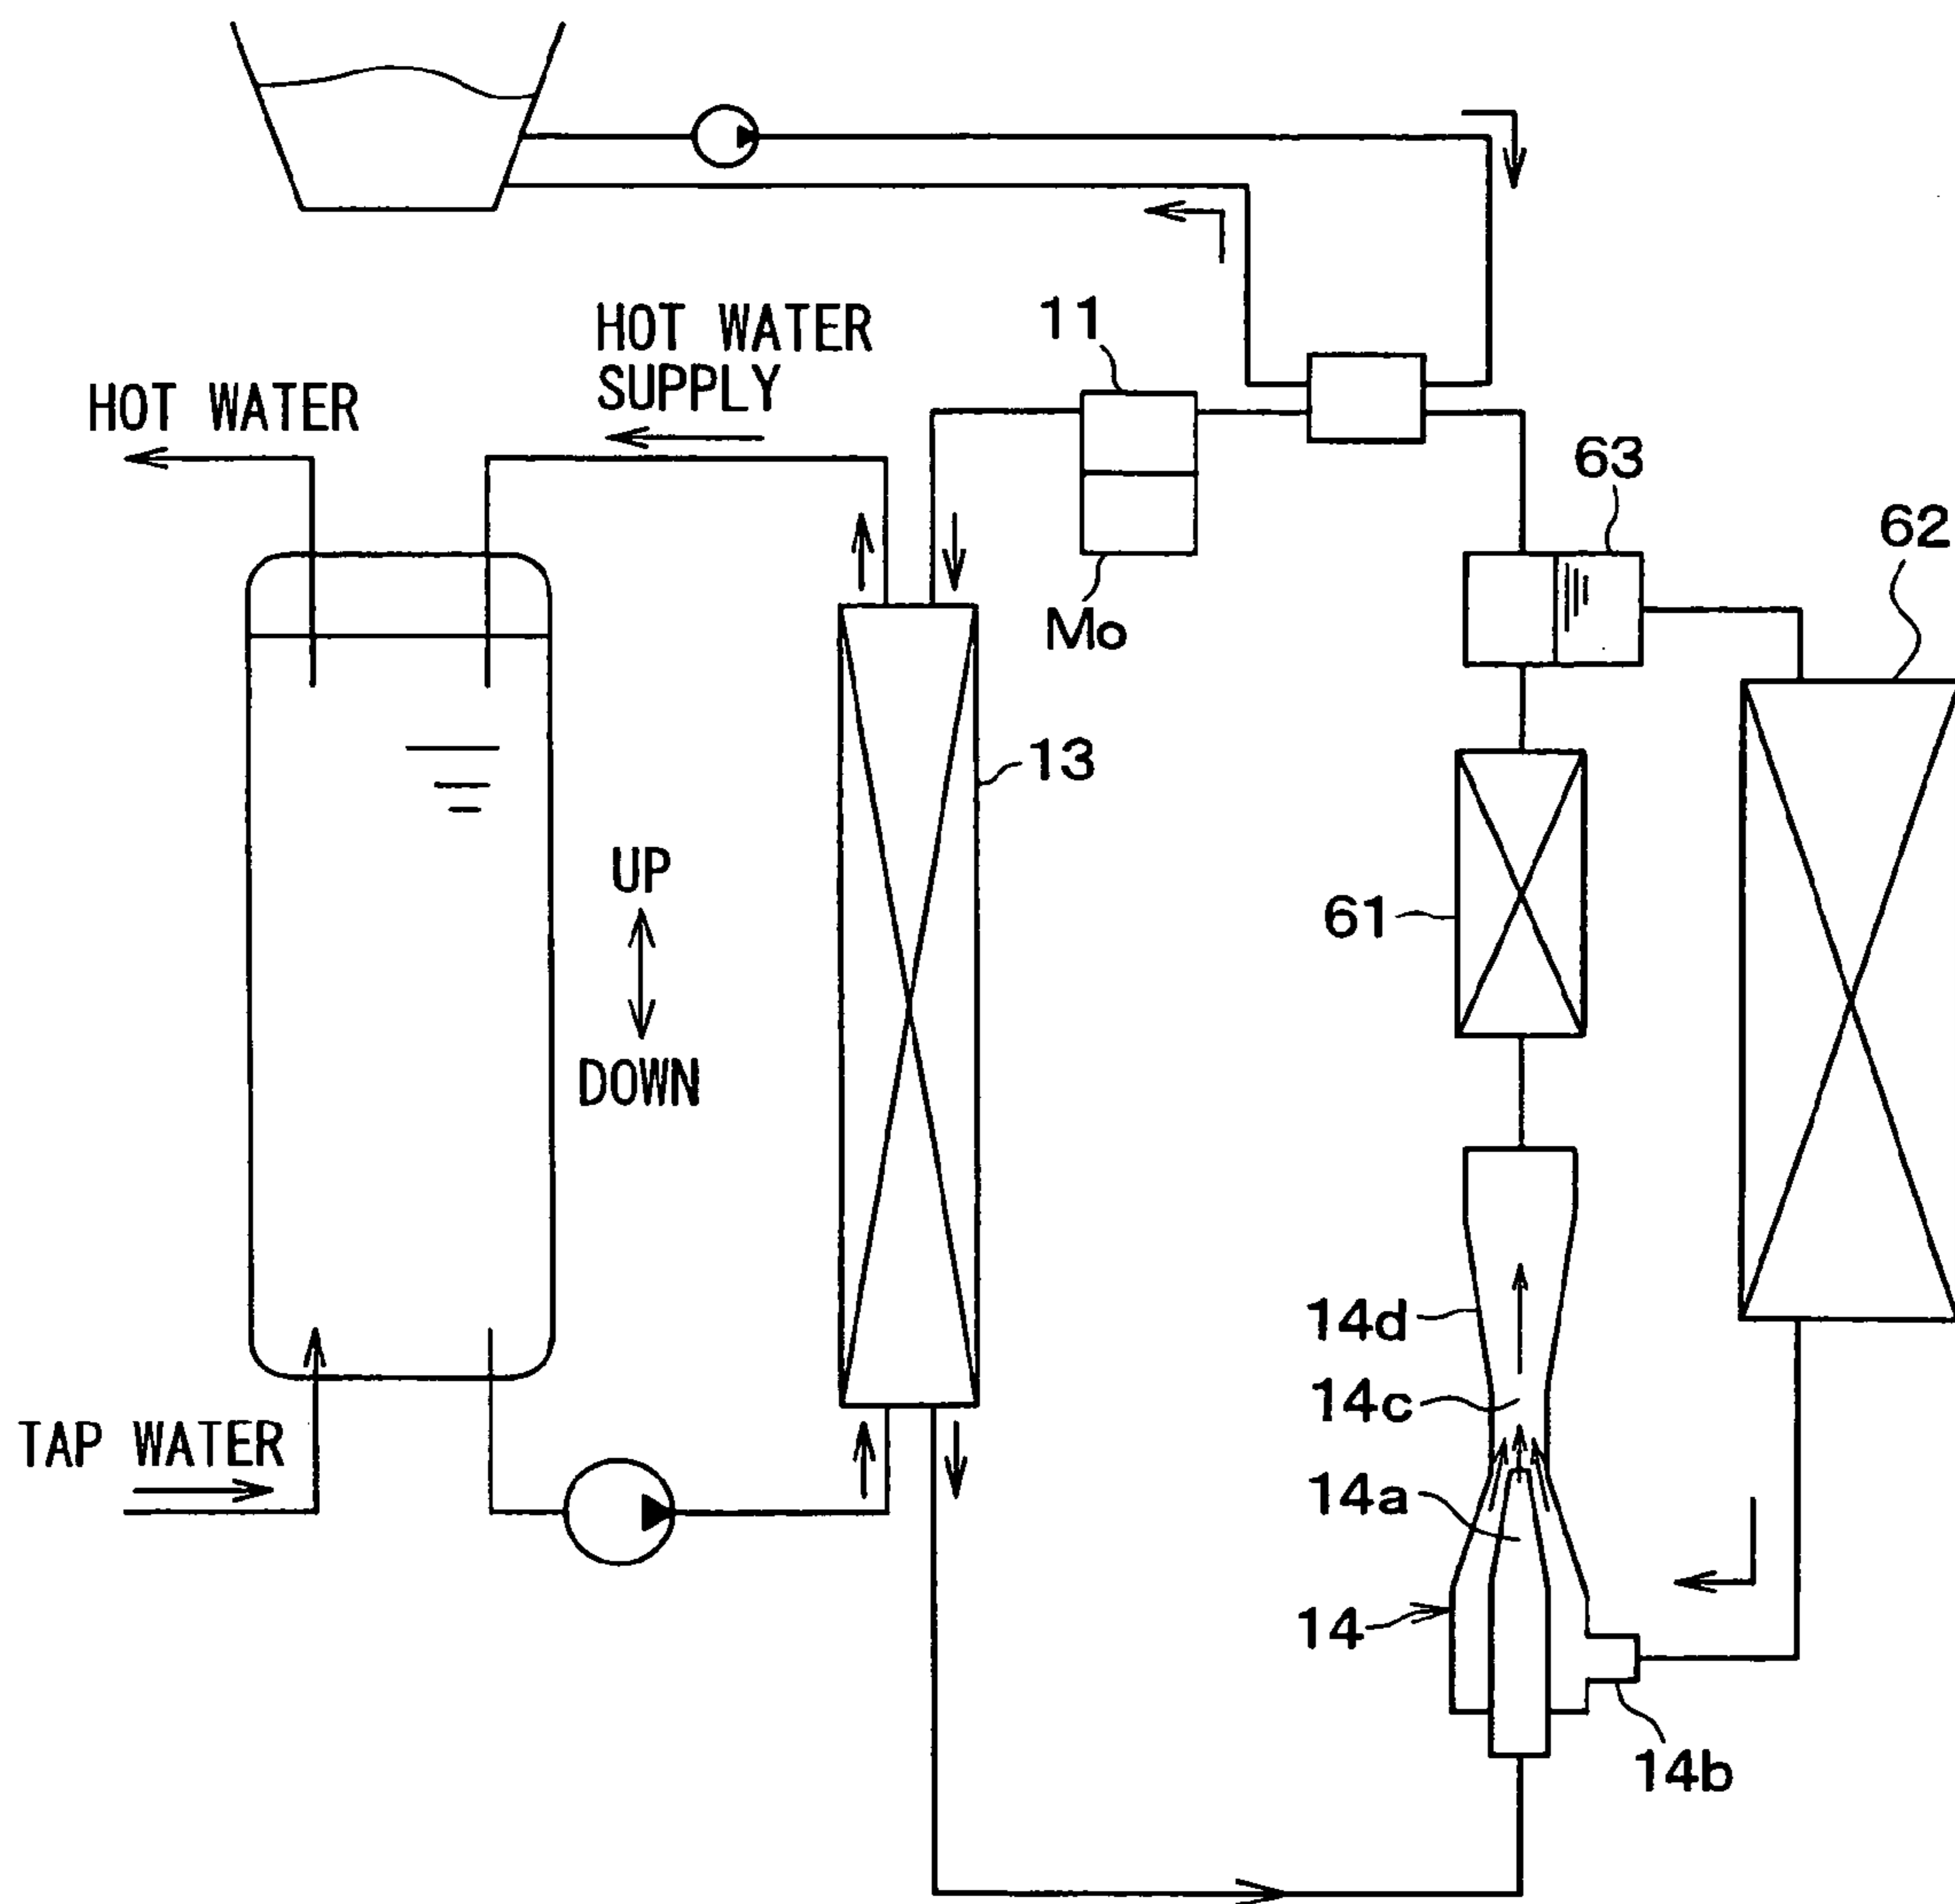 11
HOT WATER
SUPPLY
HOT WATER
63
62
Mo
13
UP
61
DOWN
14d
14c
TAP WATER
14a
14
14b